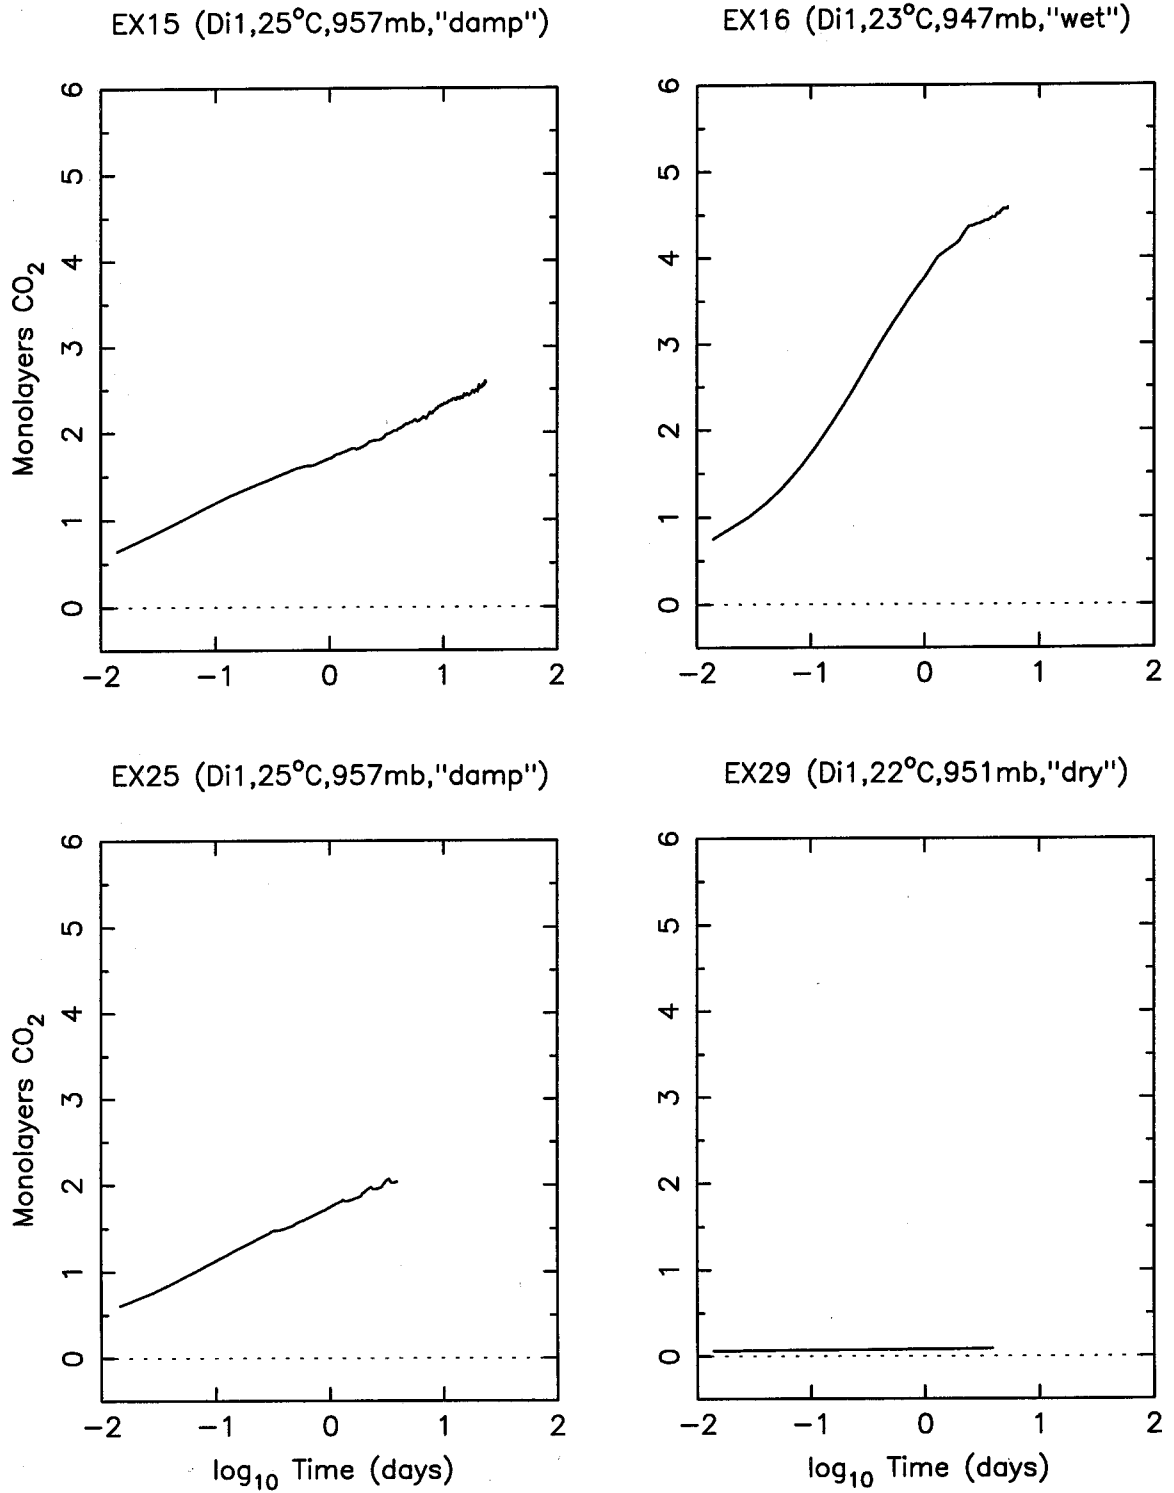 EX15 (Di1,25°C,957mb,"damp")
6
5
4
3
2
1
0
Monolayers CO₂
−2 −1 0 1 2
EX16 (Di1,23°C,947mb,"wet")
6
5
4
3
2
1
0
−2 −1 0 1 2
EX25 (Di1,25°C,957mb,"damp")
6
5
4
3
2
1
0
Monolayers CO₂
−2 −1 0 1 2
log₁₀ Time (days)
EX29 (Di1,22°C,951mb,"dry")
6
5
4
3
2
1
0
−2 −1 0 1 2
log₁₀ Time (days)